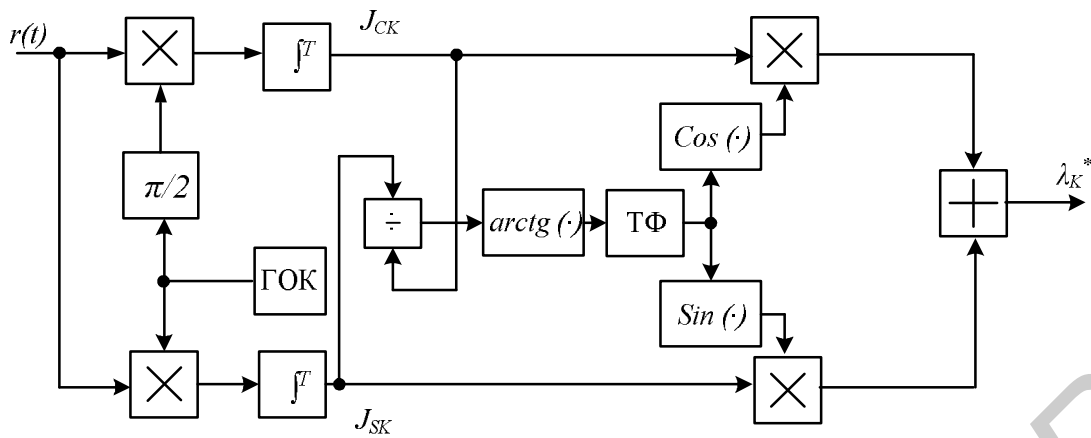 r(t)
×
∫ᵀ
J_CK
×
Cos (·)
π/2
÷
arctg (·)
ТФ
+
λ_K*
ГОК
Sin (·)
×
∫ᵀ
J_SK
×